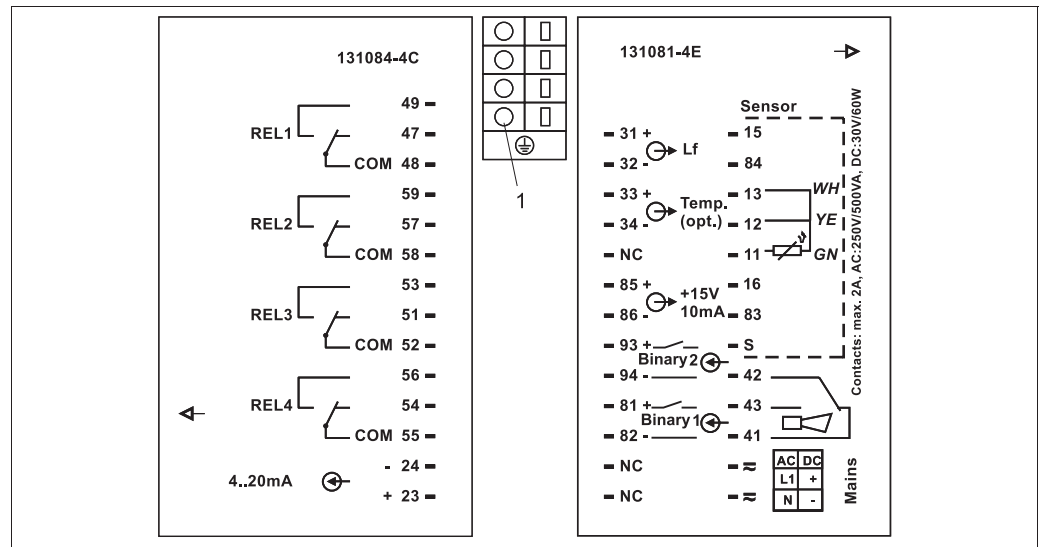 131084-4C
49
REL1 47
COM 48
59
REL2 57
COM 58
53
REL3 51
COM 52
56
REL4 54
COM 55
- 24
4..20mA
+ 23
1
131081-4E
Sensor
31 + 15
Lf
32 - 84
33 + 13 WH
Temp.
(opt.)
34 - 12 YE
NC 11 ϑ GN
85 + 16
+15V
10mA
86 - 83
93 + S
Binary 2
94 - 42
81 + 43
Binary 1
82 - 41
NC ≂
NC ≂
AC DC
L1 +
N -
Mains
Contacts: max. 2A, AC:250V/500VA, DC:30V/60W